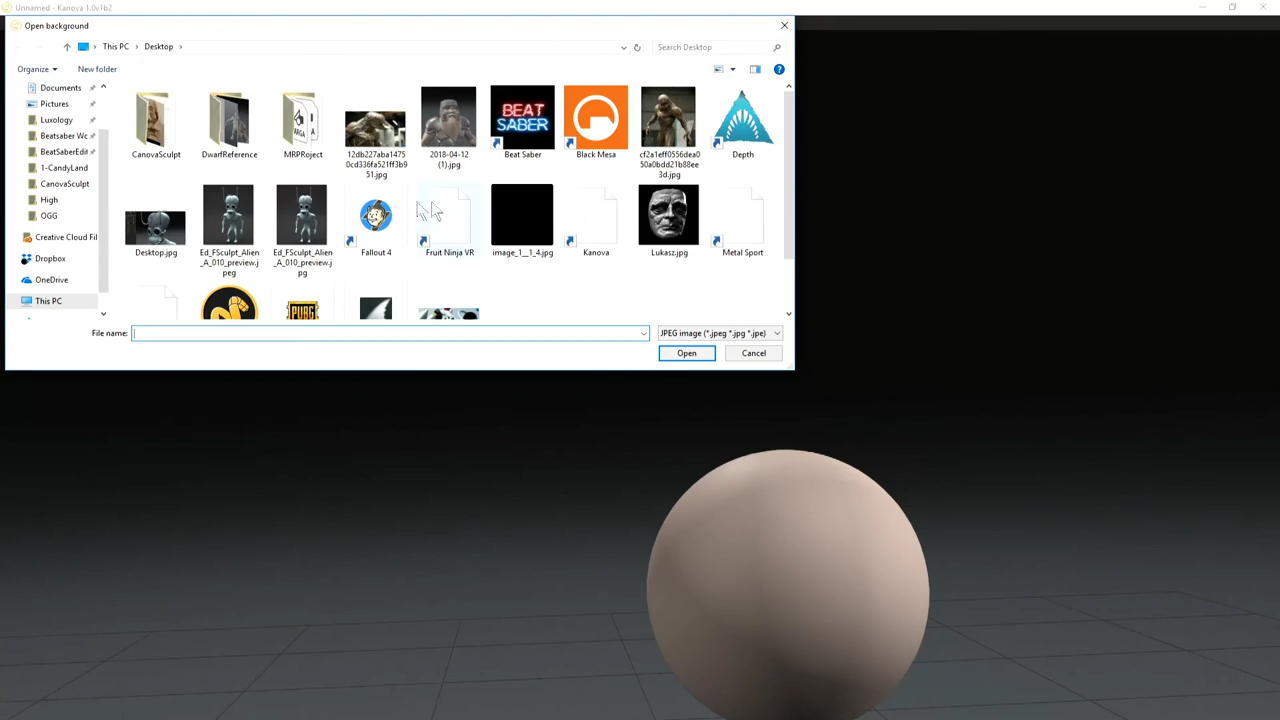 Unnamed - Kanova 1.0v1b2
Open background
This PC
Desktop
Search Desktop
Organize
New folder
Documents
Pictures
Luxology
Beatsaber Wc
BeatSaberEdit
1-CandyLand
CanovaSculpt
High
OGG
Creative Cloud Fil
Dropbox
OneDrive
This PC
CanovaSculpt
DwarfReference
MRPRoject
12db227aba1475
0cd336fa521ff3b9
51.jpg
2018-04-12
(1).jpg
BEAT
SABER
Beat Saber
Black Mesa
cf2a1eff0556dea0
50a0bdd21b88ee
3d.jpg
Depth
Desktop.jpg
Ed_FSculpt_Alien
_A_010_preview.j
peg
Ed_FSculpt_Alien
_A_010_preview.j
pg
Fallout 4
Fruit Ninja VR
image_1__1_4.jpg
Kanova
Lukasz.jpg
Metal Sport
PUBG
File name:
JPEG image (*.jpeg *.jpg *.jpe)
Open
Cancel